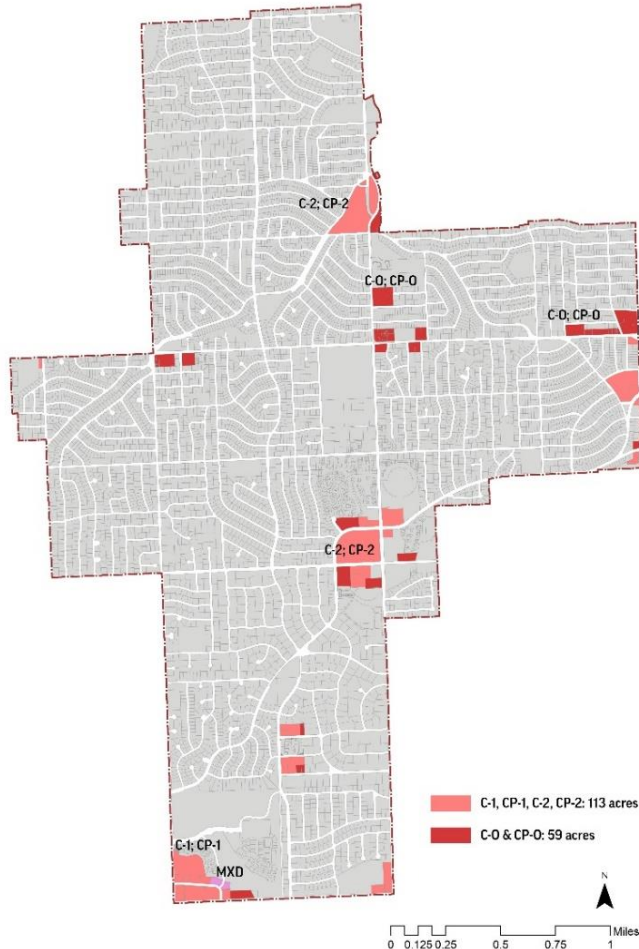 C-2; CP-2
C-O; CP-O
C-O; CP-O
C-2; CP-2
C-1, CP-1, C-2, CP-2: 113 acres
C-O & CP-O: 59 acres
C-1; CP-1
MXD
N
Miles
0 0.125 0.25 0.5 0.75 1